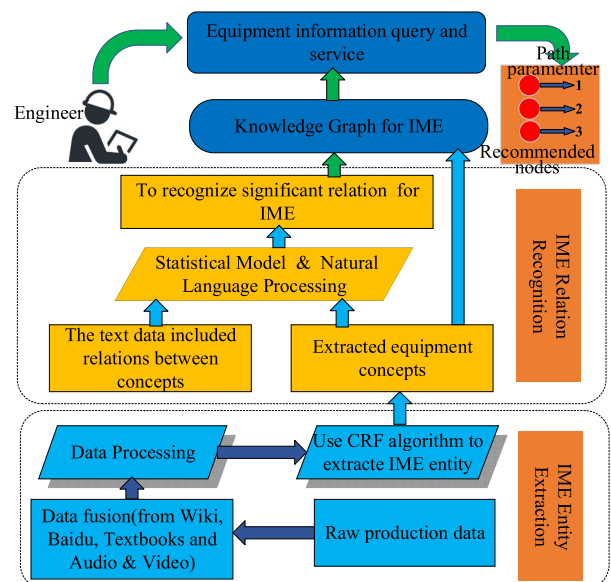 Equipment information query and
service
Path
paramemter
1
2
3
Recommended
nodes
Engineer
Knowledge Graph for IME
To recognize significant relation for
IME
Statistical Model & Natural
Language Processing
The text data included
relations between
concepts
Extracted equipment
concepts
IME Relation
Recognition
Data Processing
Use CRF algorithm to
extracte IME entity
Data fusion(from Wiki,
Baidu, Textbooks and
Audio & Video)
Raw production data
IME Entity
Extraction